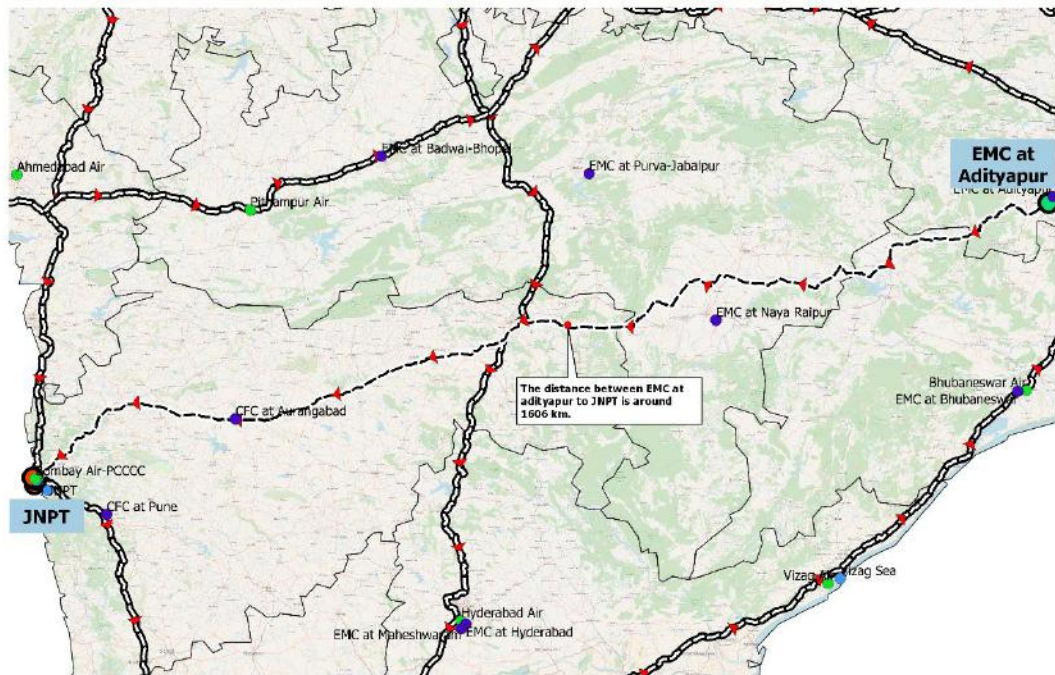 EMC at Badwai-Bhopal
Ahmedabad Air
EMC at Purva-Jabalpur
EMC at
Adityapur
EMC at Adityapur
Pithampur Air
EMC at Naya Raipur
The distance between EMC at
adityapur to JNPT is around
1606 km.
Bhubaneswar Air
EMC at Bhubaneswar
CFC at Aurangabad
Bombay Air-PCCCC
JNPT
JNPT
CFC at Pune
Vizag Air
Vizag Sea
Hyderabad Air
EMC at Maheshwaram
EMC at Hyderabad